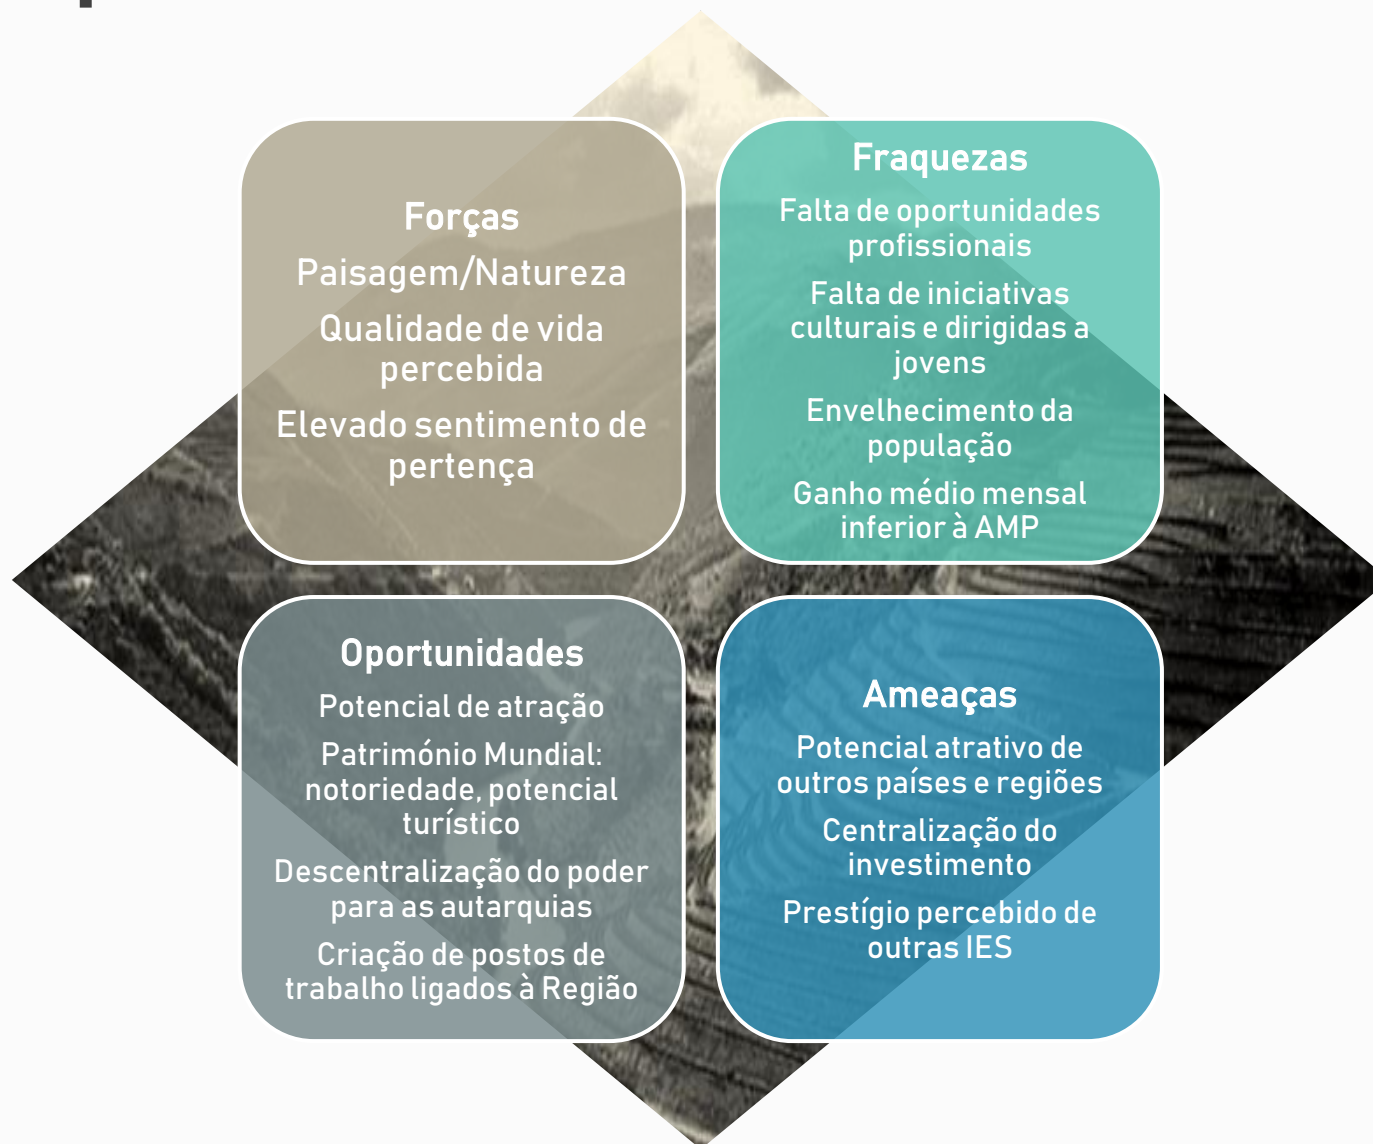 Forças
Paisagem/Natureza
Qualidade de vida
percebida
Elevado sentimento de
pertença
Fraquezas
Falta de oportunidades
profissionais
Falta de iniciativas
culturais e dirigidas a
jovens
Envelhecimento da
população
Ganho médio mensal
inferior à AMP
Oportunidades
Potencial de atração
Património Mundial:
notoriedade, potencial
turístico
Descentralização do poder
para as autarquias
Criação de postos de
trabalho ligados à Região
Ameaças
Potencial atrativo de
outros países e regiões
Centralização do
investimento
Prestígio percebido de
outras IES